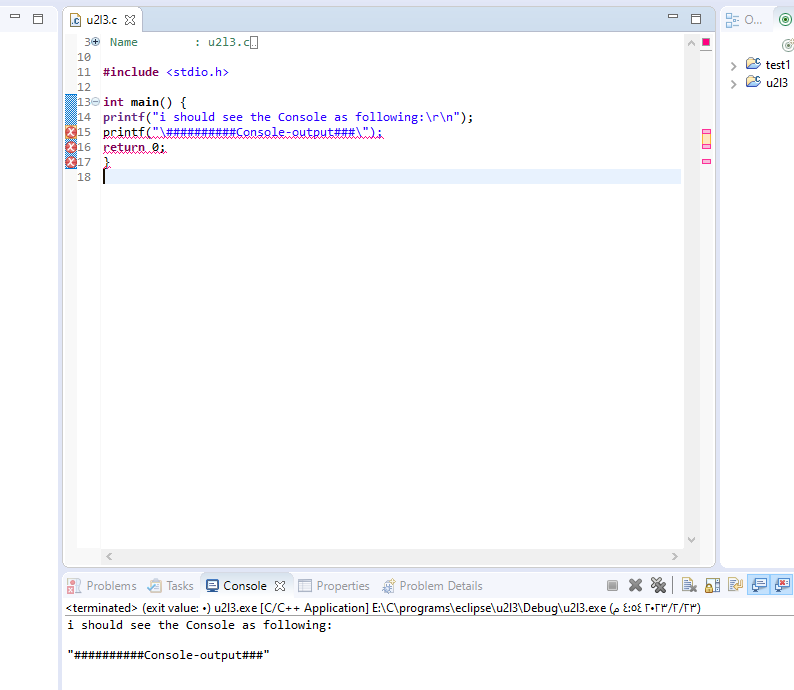 u2l3.c
O...
3 Name : u2l3.c
10
11 #include <stdio.h>
12
13 int main() {
14 printf("i should see the Console as following:\r\n");
15 printf("\##########Console-output###\");
16 return 0;
17 }
18
test1
u2l3
Problems Tasks Console Properties Problem Details
<terminated> (exit value: ٠) u2l3.exe [C/C++ Application] E:\C\programs\eclipse\u2l3\Debug\u2l3.exe (٢٠٢٣/٢/٢٣ ٤:٥٤ م)
i should see the Console as following:
"##########Console-output###"